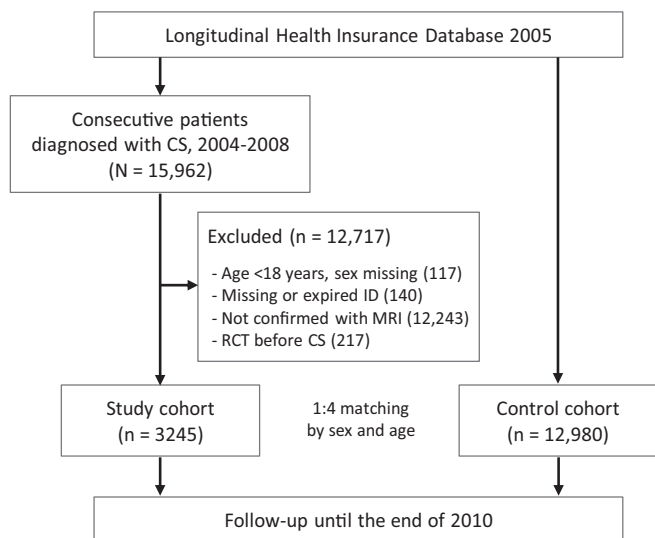 Longitudinal Health Insurance Database 2005
Consecutive patients
diagnosed with CS, 2004-2008
(N = 15,962)
Excluded (n = 12,717)
- Age <18 years, sex missing (117)
- Missing or expired ID (140)
- Not confirmed with MRI (12,243)
- RCT before CS (217)
Study cohort
(n = 3245)
1:4 matching
by sex and age
Control cohort
(n = 12,980)
Follow-up until the end of 2010